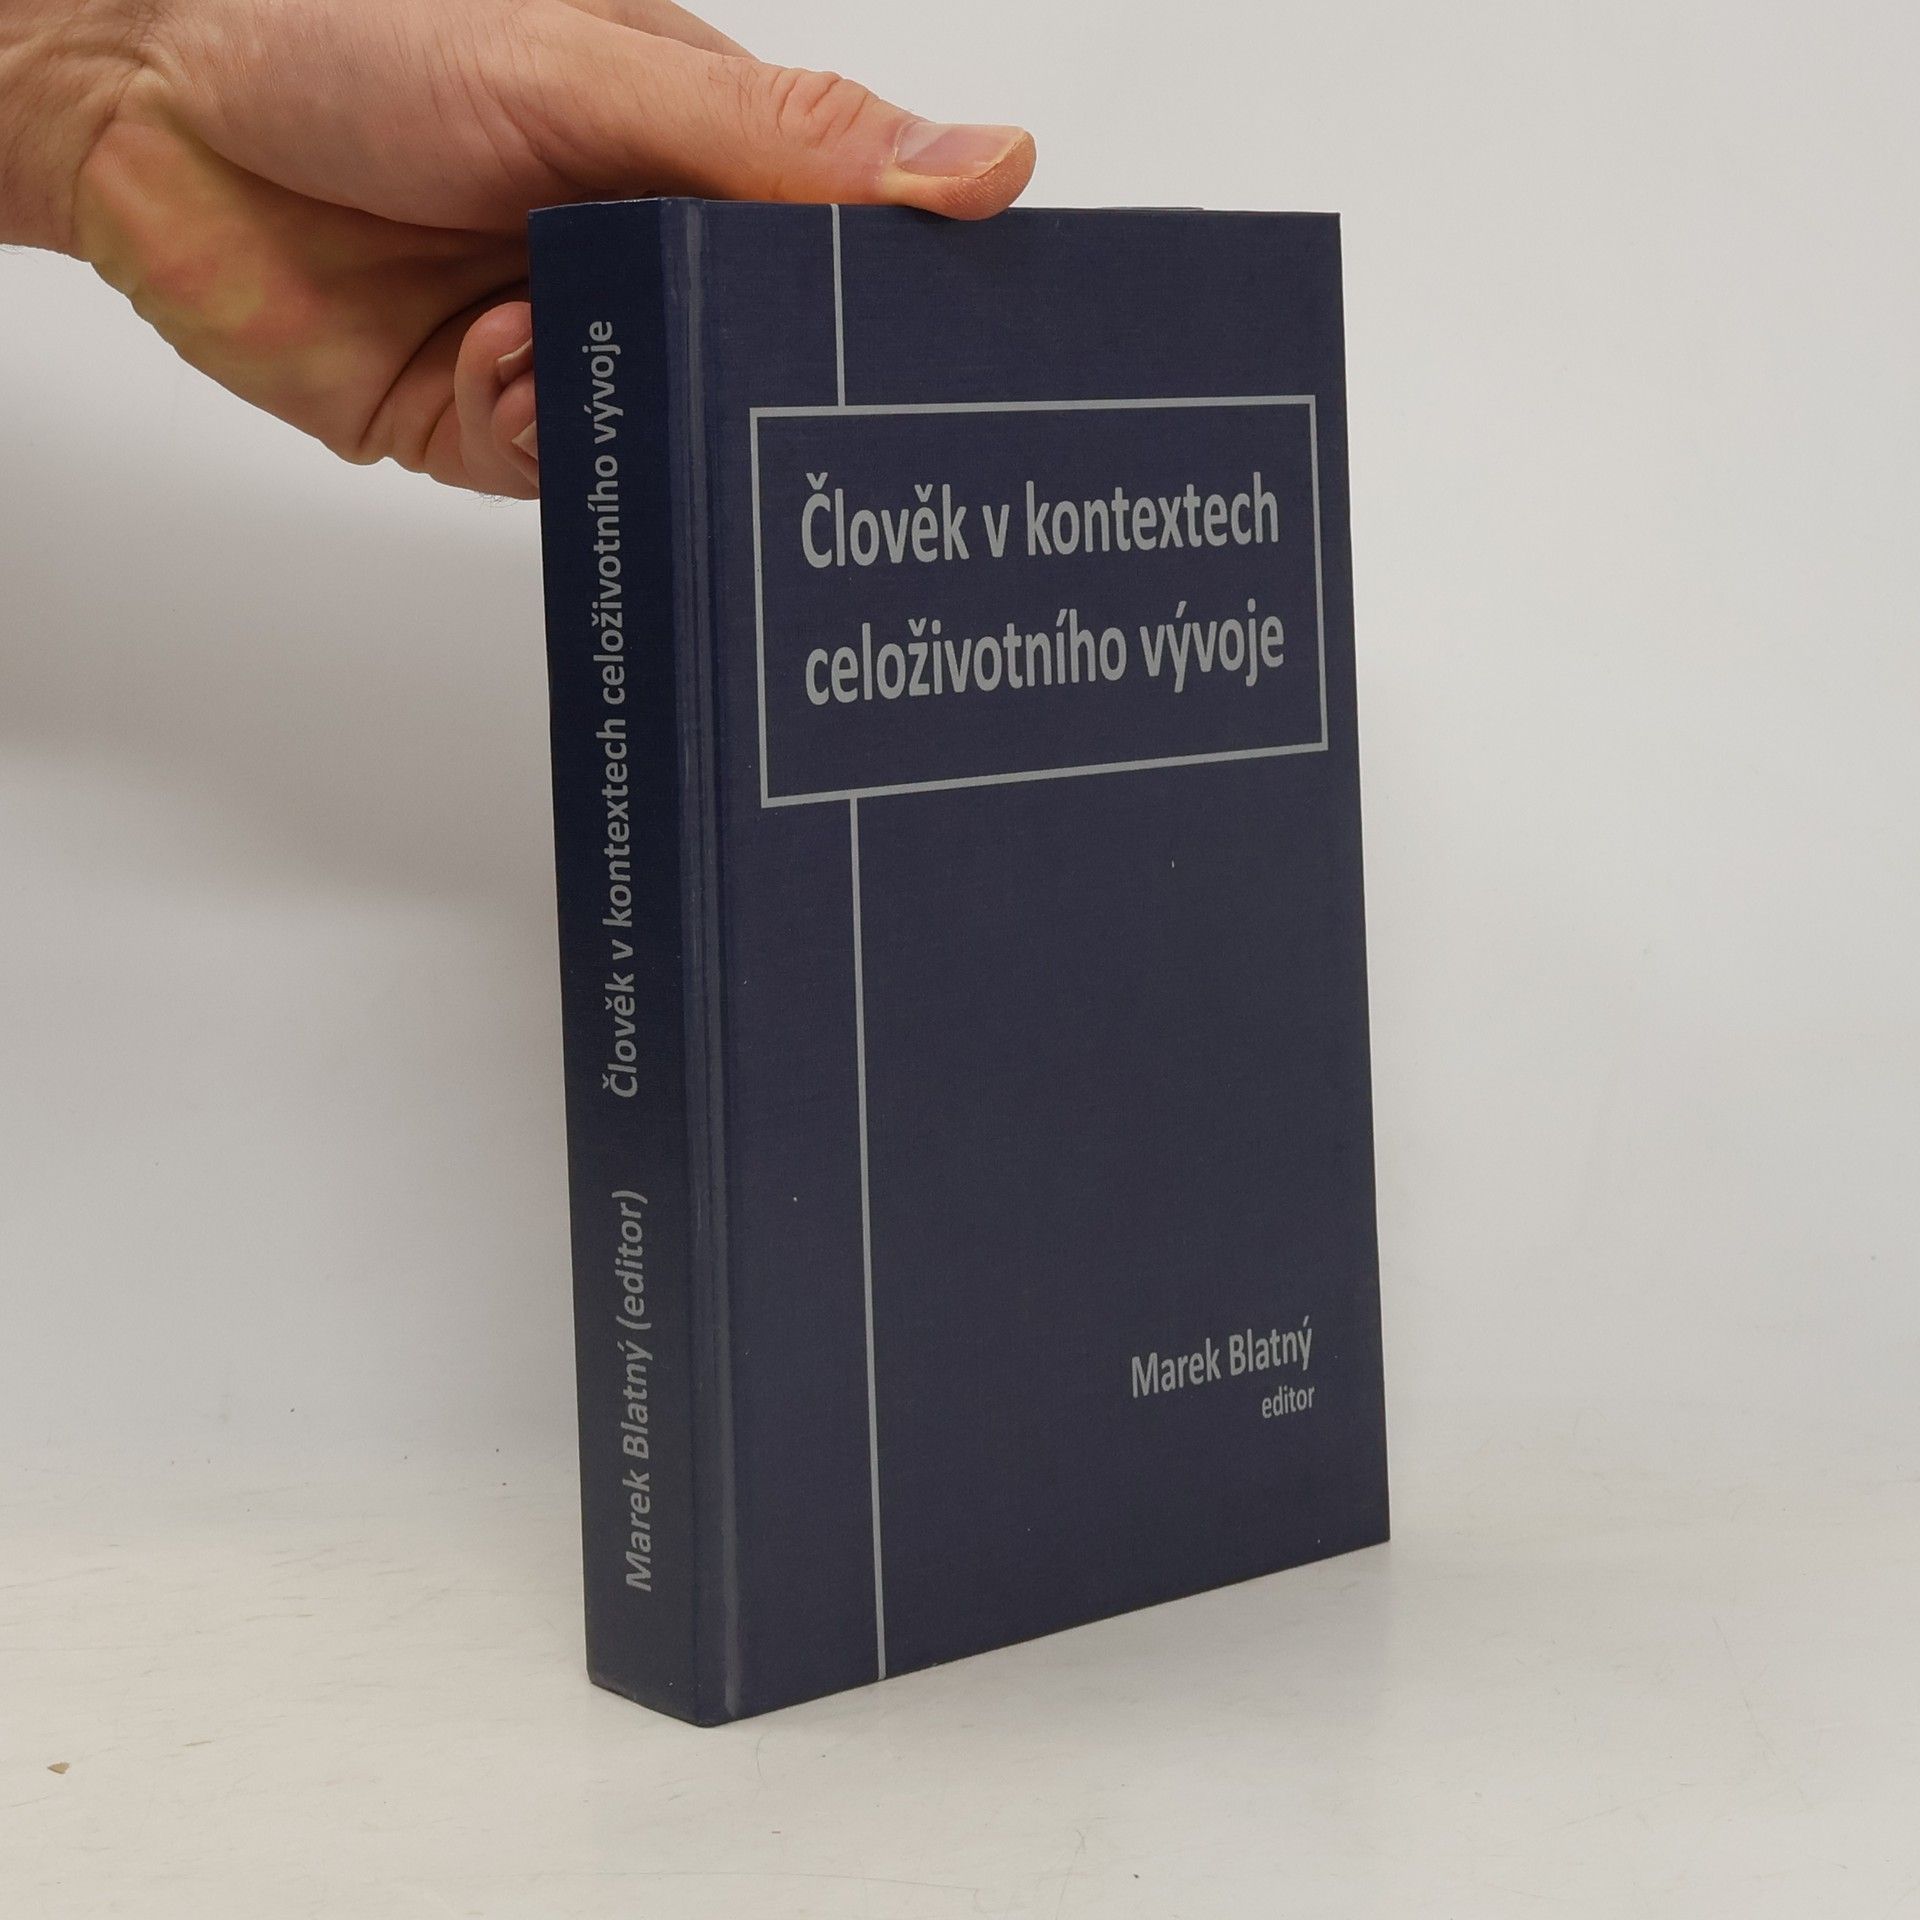 Člověk v kontextech
celoživotního vývoje
Marek Blatný
editor
Marek Blatný (editor) Člověk v kontextech celoživotního vývoje